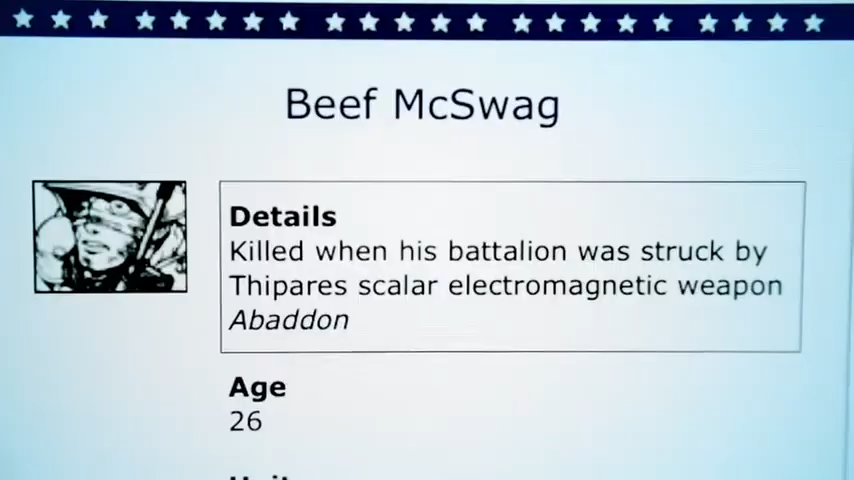 Beef McSwag
Details
Killed when his battalion was struck by
Thipares scalar electromagnetic weapon
Abaddon
Age
26